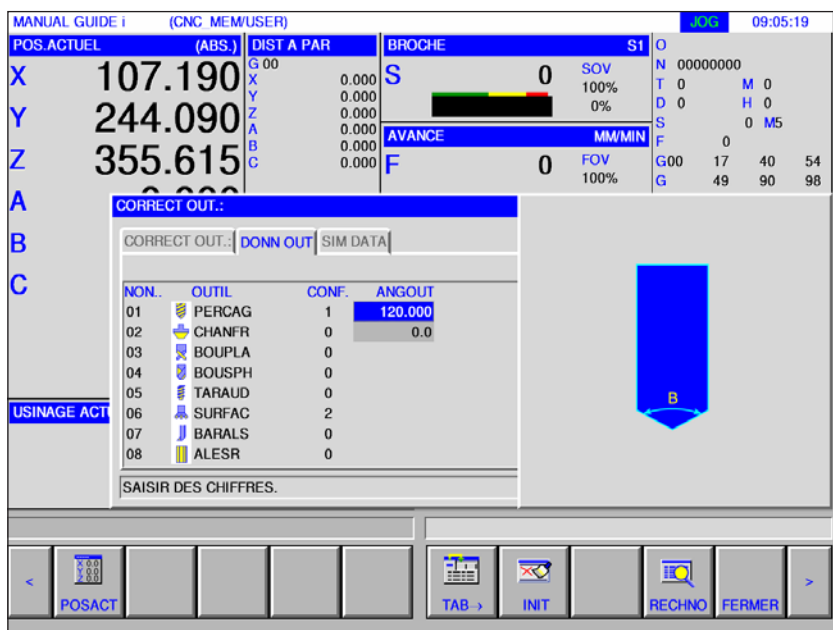 MANUAL GUIDE i (CNC_MEM/USER) JOG 09:05:19
POS.ACTUEL (ABS.) DIST A PAR BROCHE S1 O
X 107.190
Y 244.090
Z 355.615
A
B
C
G 00
X 0.000
Y 0.000
Z 0.000
A 0.000
B 0.000
C 0.000
S 0 SOV
100%
0%
AVANCE MM/MIN
F 0 FOV
100%
N 00000000
T 0 M 0
D 0 H 0
S 0 M5
F 0
G00 17 40 54
G 49 90 98
CORRECT OUT.:
CORRECT OUT.: DONN OUT SIM DATA
NON.. OUTIL CONF. ANGOUT
01 PERCAG 1 120.000
02 CHANFR 0 0.0
03 BOUPLA 0
04 BOUSPH 0
05 TARAUD 0
06 SURFAC 2
07 BARALS 0
08 ALESR 0
SAISIR DES CHIFFRES.
B
< POSACT TAB→ INIT RECHNO FERMER >